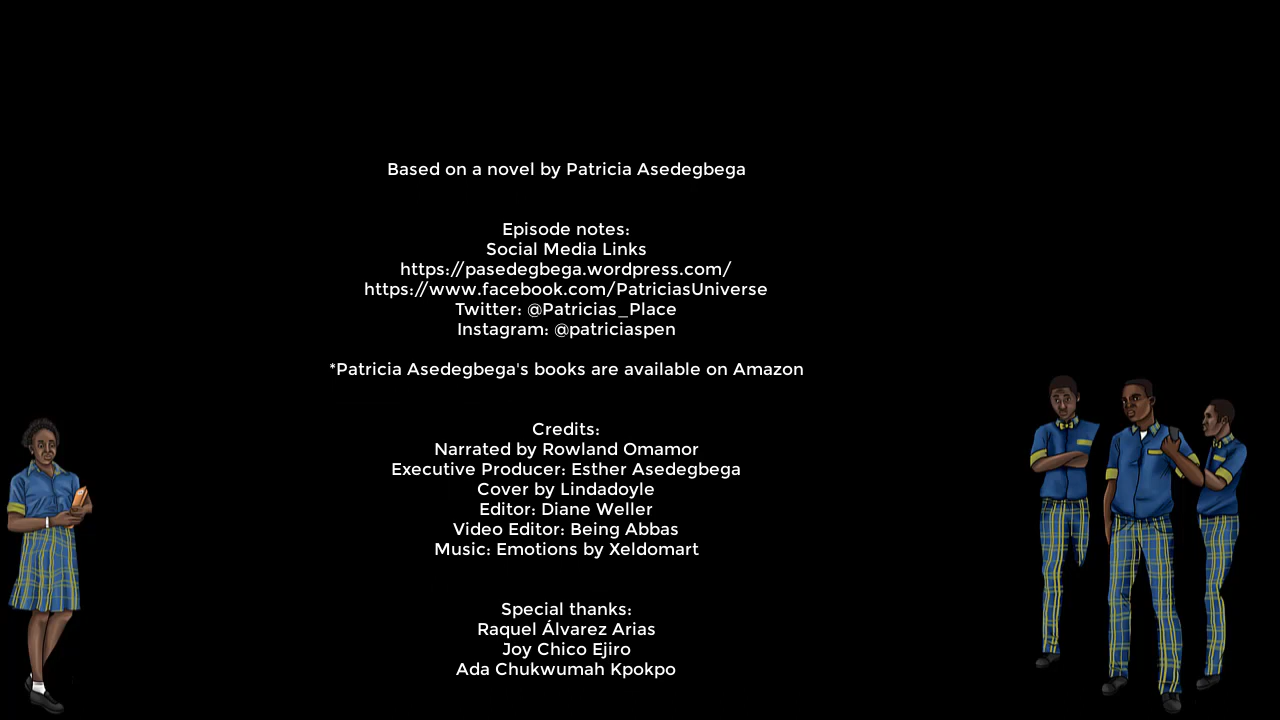 Based on a novel by Patricia Asedegbega
Episode notes:
Social Media Links
https://pasedegbega.wordpress.com/
https://www.facebook.com/PatriciasUniverse
Twitter: @Patricias_Place
Instagram: @patriciaspen
*Patricia Asedegbega's books are available on Amazon
Credits:
Narrated by Rowland Omamor
Executive Producer: Esther Asedegbega
Cover by Lindadoyle
Editor: Diane Weller
Video Editor: Being Abbas
Music: Emotions by Xeldomart
Special thanks:
Raquel Álvarez Arias
Joy Chico Ejiro
Ada Chukwumah Kpokpo